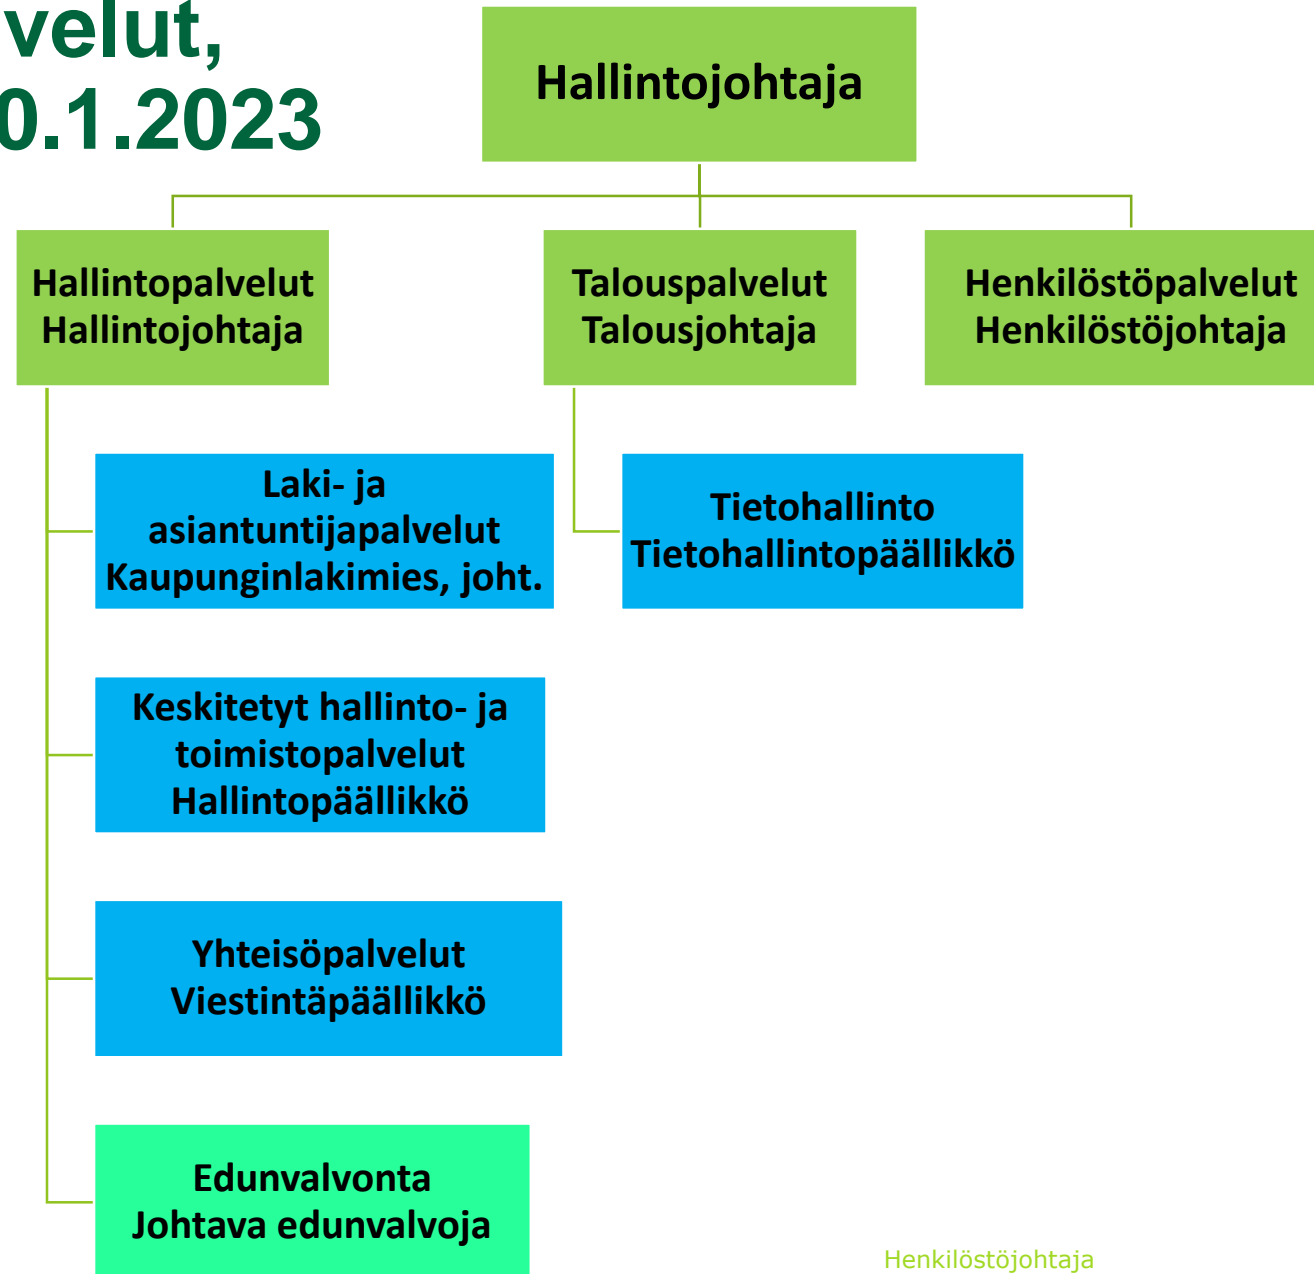 velut,
0.1.2023
Hallintojohtaja
Hallintopalvelut
Hallintojohtaja
Talouspalvelut
Talousjohtaja
Henkilöstöpalvelut
Henkilöstöjohtaja
Laki- ja
asiantuntijapalvelut
Kaupunginlakimies, joht.
Tietohallinto
Tietohallintopäällikkö
Keskitetyt hallinto- ja
toimistopalvelut
Hallintopäällikkö
Yhteisöpalvelut
Viestintäpäällikkö
Edunvalvonta
Johtava edunvalvoja
Henkilöstöjohtaja